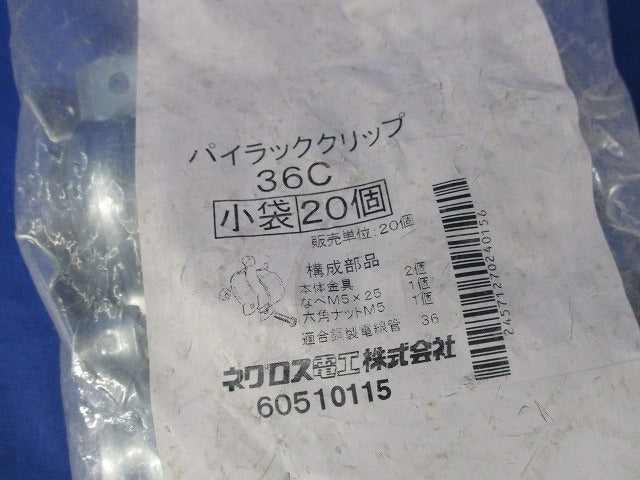 パイラッククリップ
36C
小袋 20個
販売単位:20個
構成部品
本体金具 2個
なべM5×25 1個
六角ナットM5 1個
適合鋼製電線管 36
ネグロス電工株式会社
60510115
24571270240156